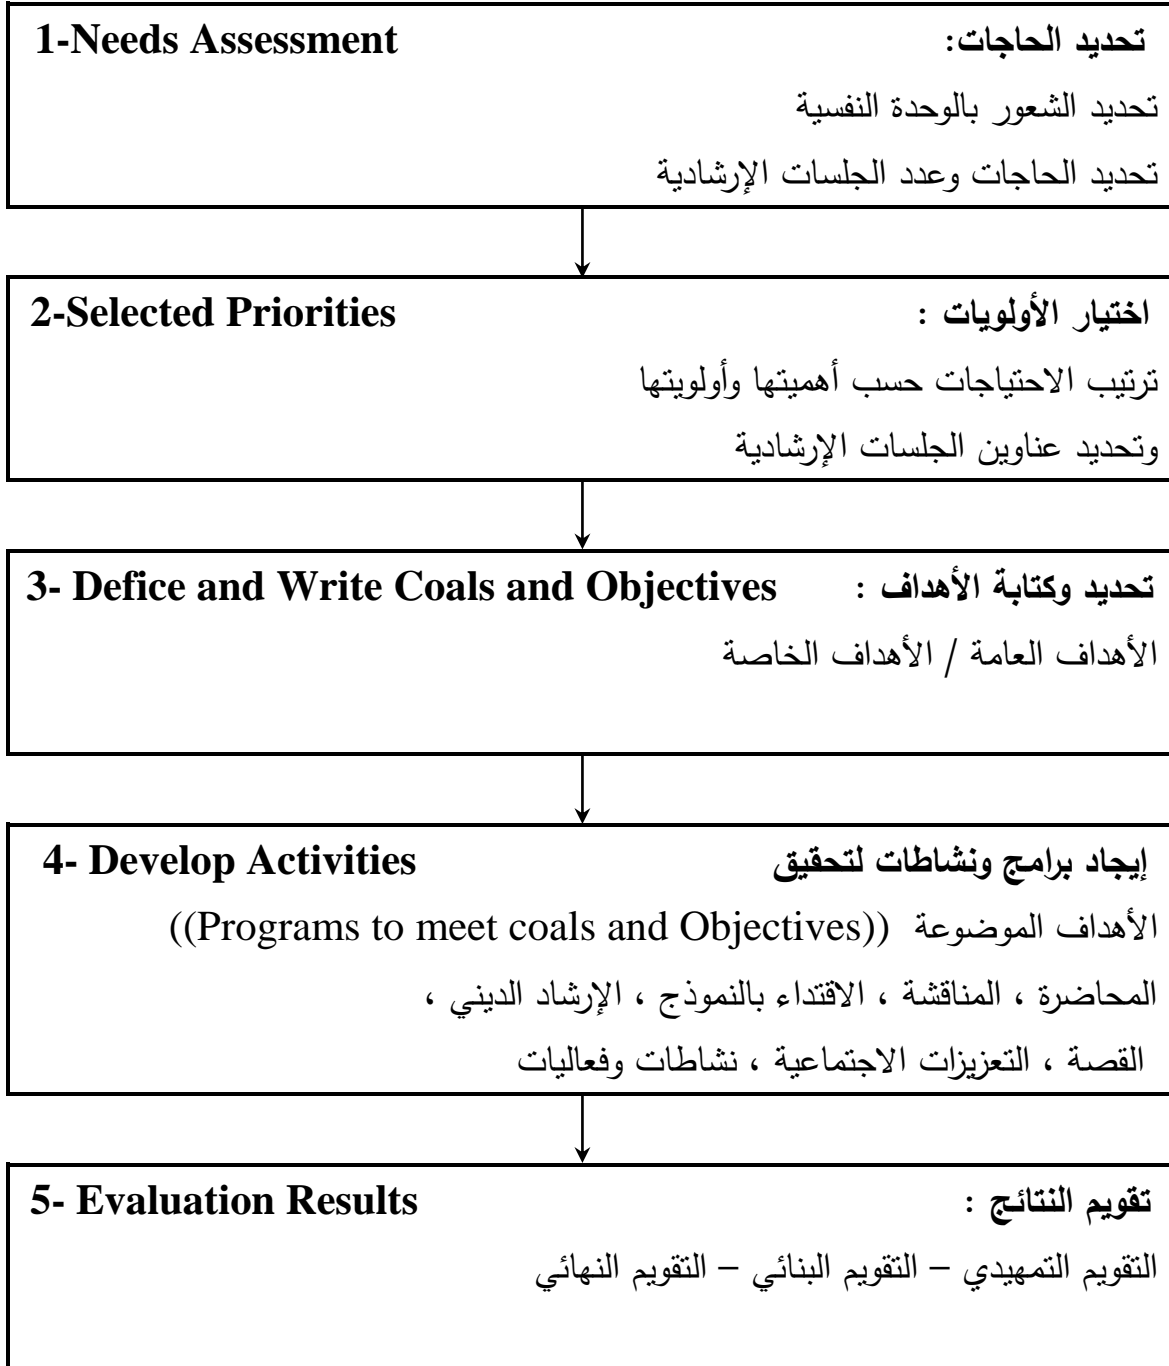 1-Needs Assessment تحديد الحاجات:
تحديد الشعور بالوحدة النفسية
تحديد الحاجات وعدد الجلسات الإرشادية
2-Selected Priorities اختيار الأولويات :
ترتيب الاحتياجات حسب أهميتها وأولويتها
وتحديد عناوين الجلسات الإرشادية
3- Defice and Write Coals and Objectives تحديد وكتابة الأهداف :
الأهداف العامة / الأهداف الخاصة
4- Develop Activities إيجاد برامج ونشاطات لتحقيق
الأهداف الموضوعة ((Programs to meet coals and Objectives))
المحاضرة ، المناقشة ، الاقتداء بالنموذج ، الإرشاد الديني ،
القصة ، التعزيزات الاجتماعية ، نشاطات وفعاليات
5- Evaluation Results تقويم النتائج :
التقويم التمهيدي – التقويم البنائي – التقويم النهائي